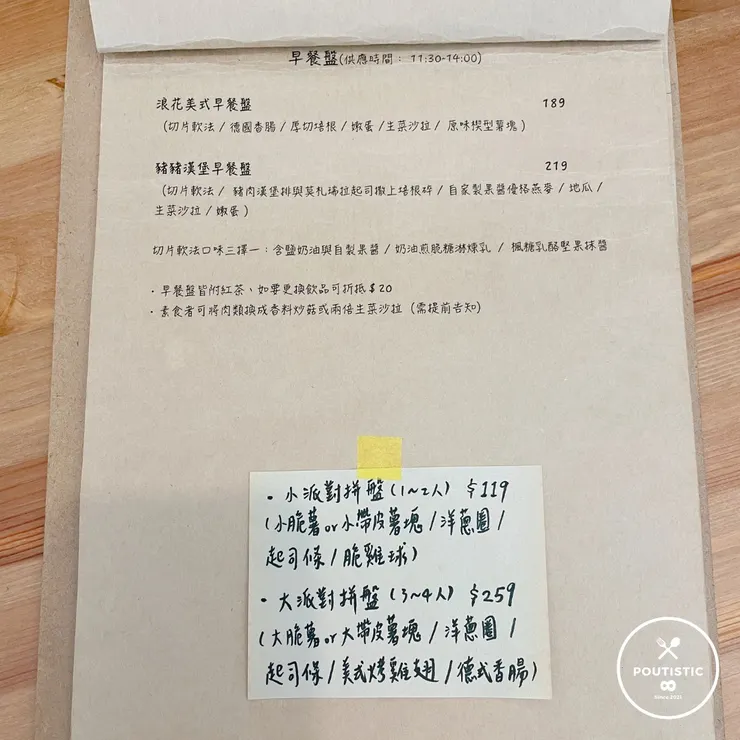 早餐盤(供應時間： 11:30-14:00)
浪花美式早餐盤 189
(切片軟法 / 德國香腸 / 厚切培根 / 嫩蛋 / 生菜沙拉 / 原味楔型薯塊)
豬豬漢堡早餐盤 219
(切片軟法 / 豬肉漢堡排與莫札瑞拉起司撒上培根碎 / 自家製果醬優格燕麥 / 地瓜 /
生菜沙拉 / 嫩蛋)
切片軟法口味三擇一：含鹽奶油與自製果醬 / 奶油煎脆糖淋煉乳 / 楓糖乳酪堅果抹醬
· 早餐盤皆附紅茶、如要更換飲品可折抵$20
· 素食者可將肉類換成香料炒菇或兩倍生菜沙拉 (需提前告知)
· 小派對拼盤(1~2人) $119
(小脆薯or小帶皮薯塊 / 洋蔥圈 /
起司條 / 脆雞球)
· 大派對拼盤 (3~4人) $259
(大脆薯or大帶皮薯塊 / 洋蔥圈 /
起司條 / 美式烤雞翅 / 德式香腸)
POUTISTIC
Since 2021